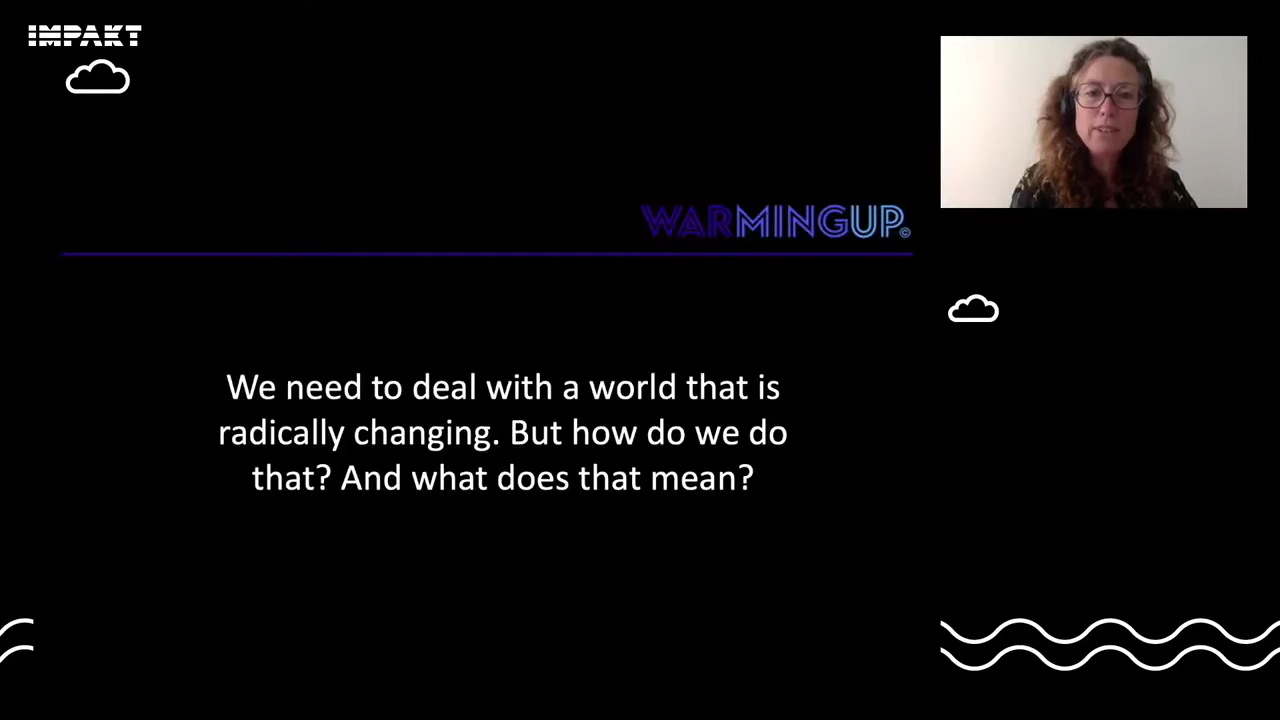 IMPAKT
WARMINGUP©
We need to deal with a world that is
radically changing. But how do we do
that? And what does that mean?